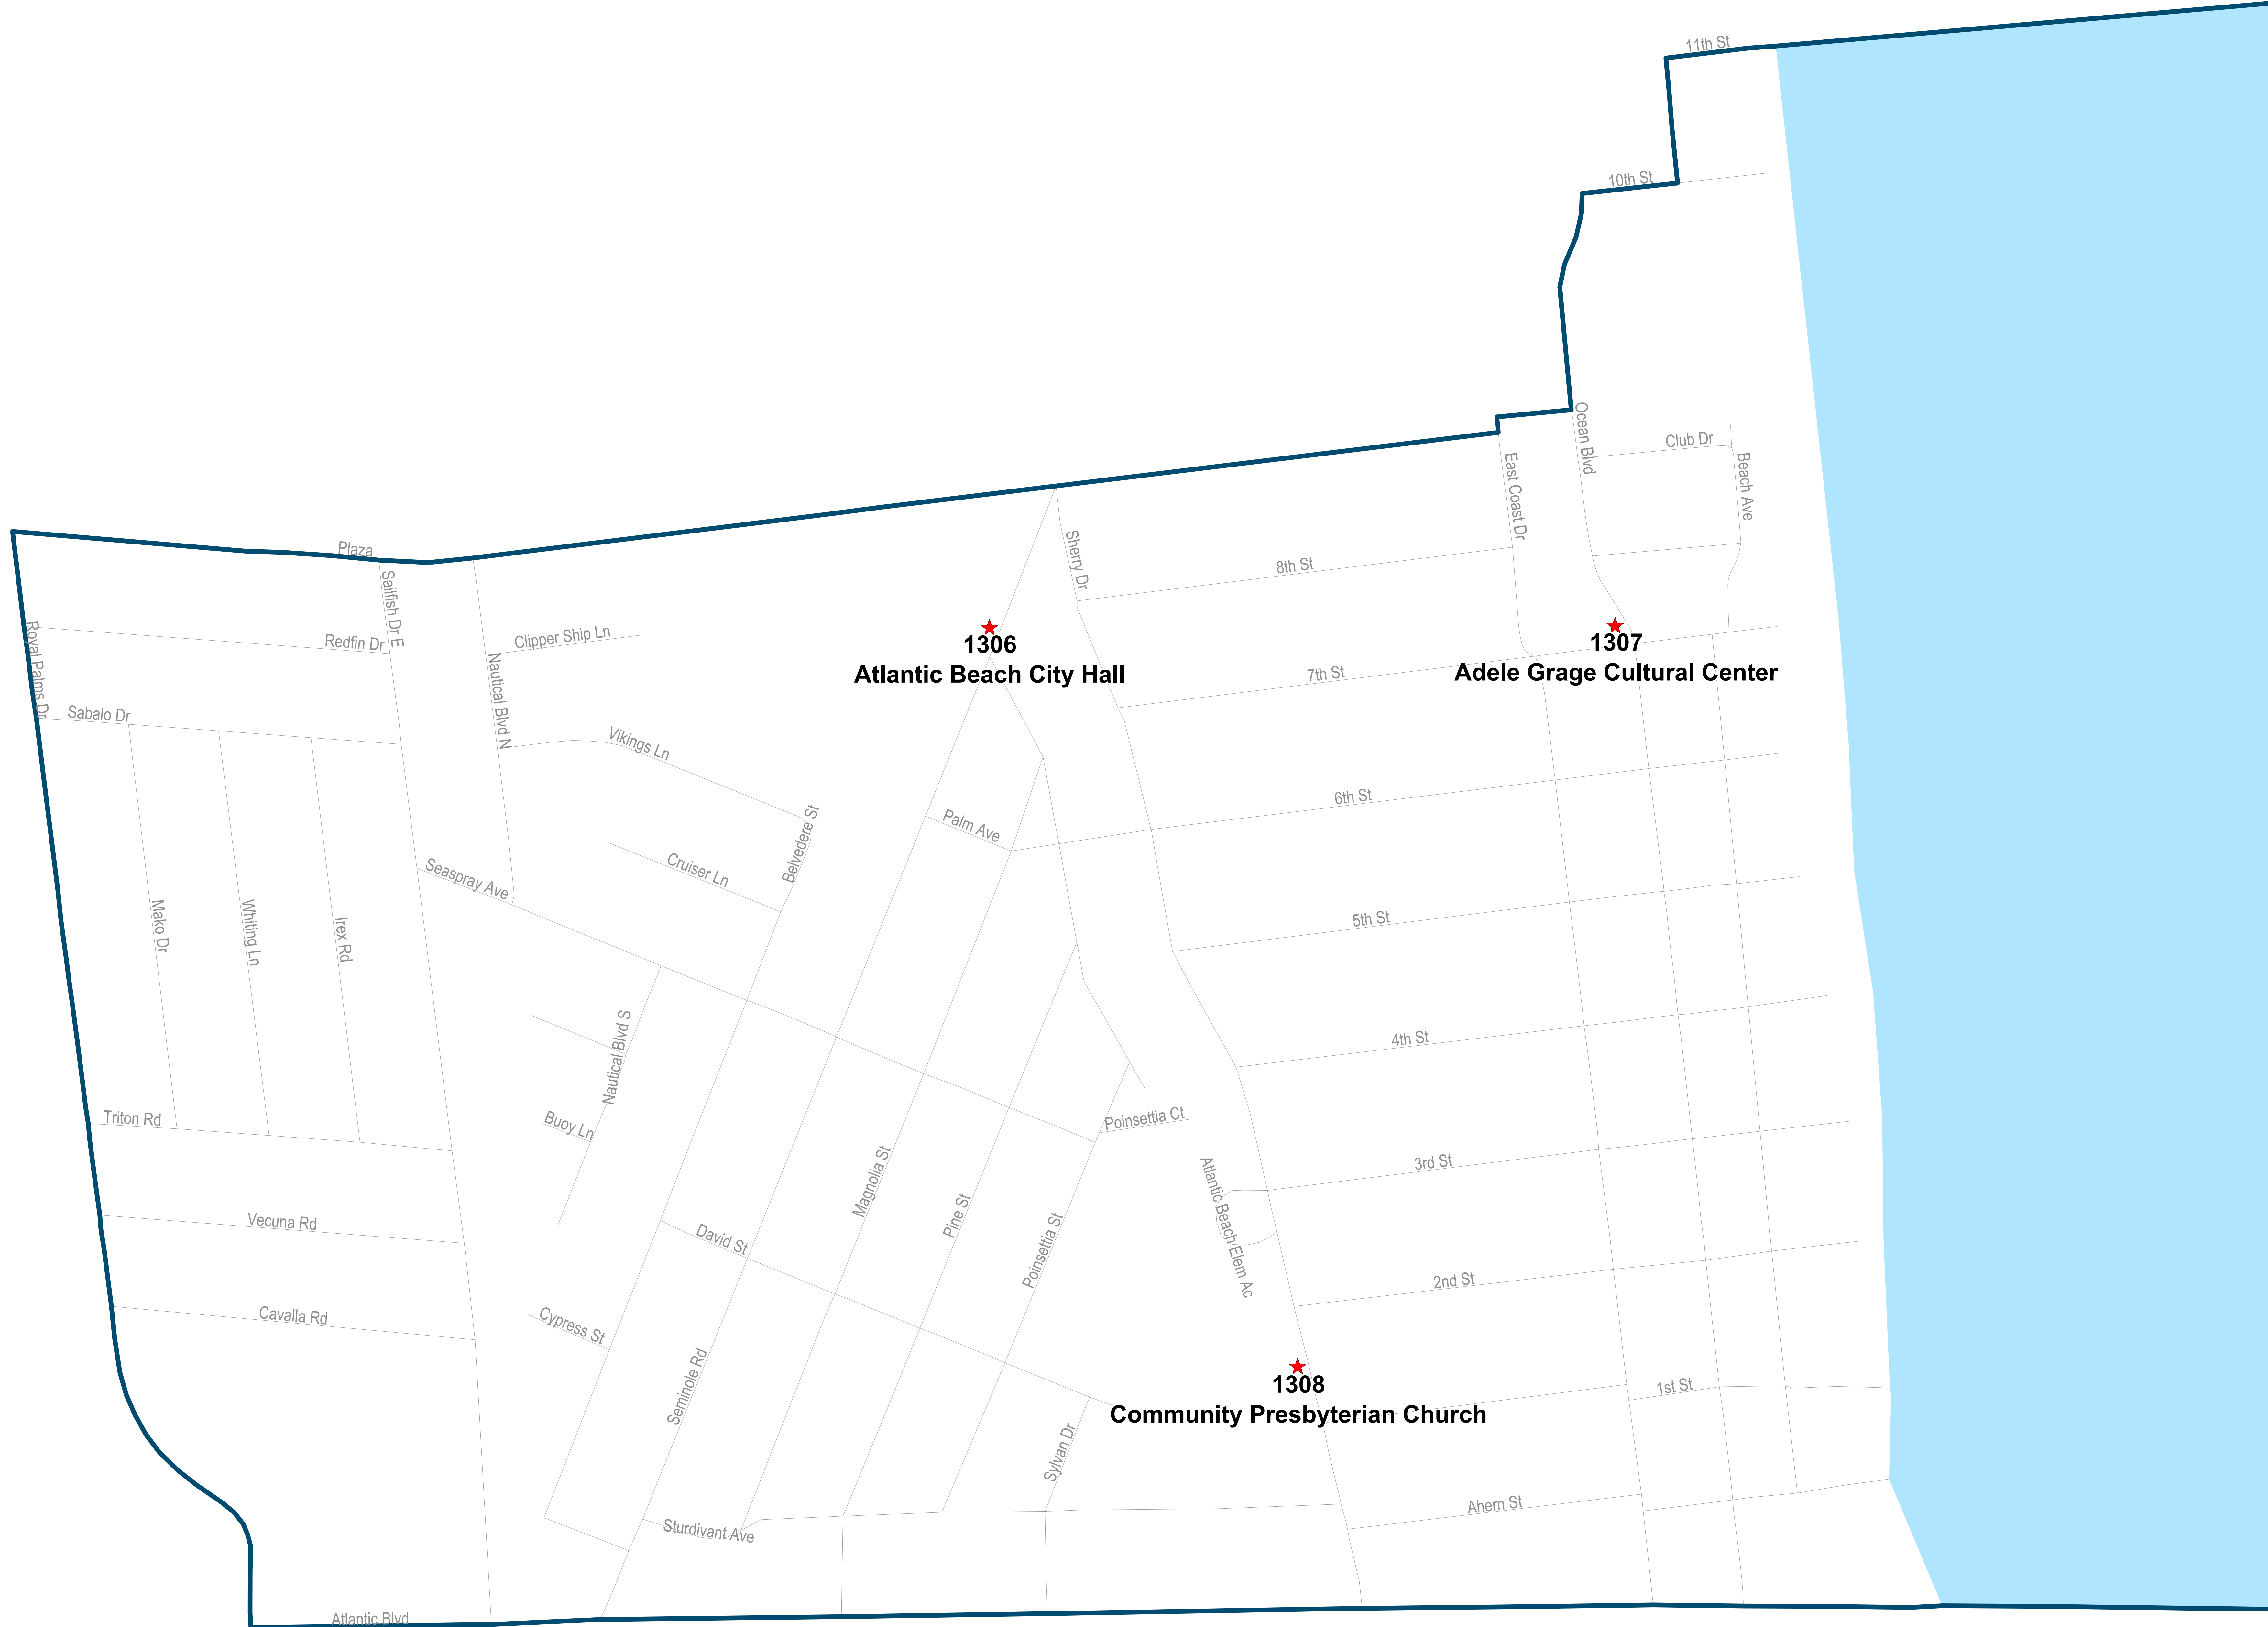 11th St
10th St
Ocean Blvd
Club Dr
Beach Ave
East Coast Dr
Plaza
Sherry Dr
8th St
Sailfish Dr E
Royal Palms Dr
Redfin Dr
Clipper Ship Ln
1306
Atlantic Beach City Hall
1307
Adele Grage Cultural Center
7th St
Nautical Blvd N
Sabalo Dr
Vikings Ln
6th St
Palm Ave
Belvedere St
Cruiser Ln
Seaspray Ave
5th St
Mako Dr
Whiting Ln
Irex Rd
4th St
Nautical Blvd S
Triton Rd
Buoy Ln
Poinsettia Ct
3rd St
Magnolia St
Atlantic Beach Elem Ac
Pine St
Poinsettia St
Vecuna Rd
David St
2nd St
Cavalla Rd
Cypress St
Seminole Rd
1308
Community Presbyterian Church
1st St
Sylvan Dr
Ahern St
Sturdivant Ave
Atlantic Blvd